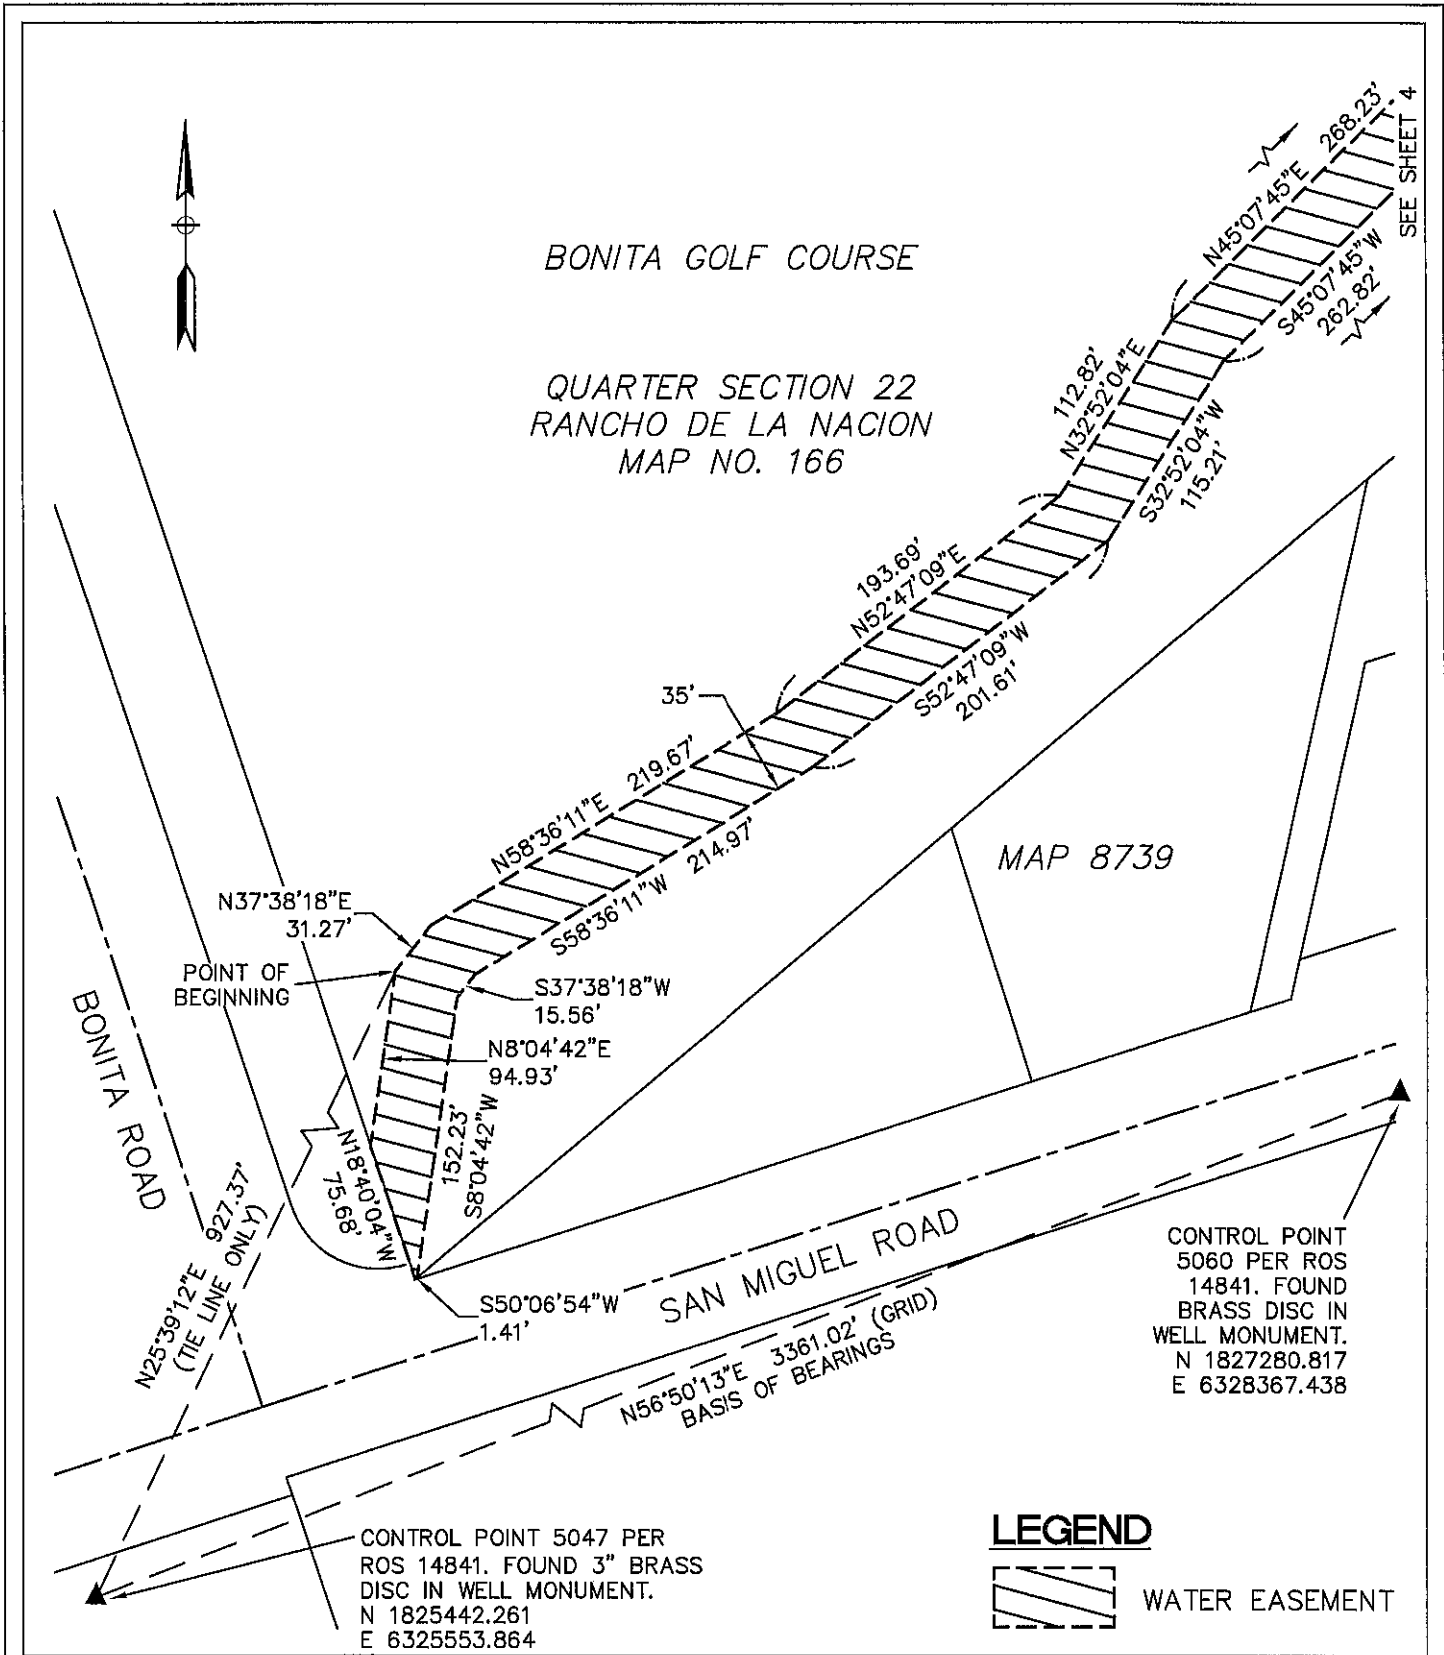 SEE SHEET 4
268.23'
N45°07'45"E
S45°07'45"W
262.82'
BONITA GOLF COURSE
QUARTER SECTION 22
RANCHO DE LA NACION
MAP NO. 166
112.82'
N32°52'04"E
S32°52'04"W
115.21'
193.69'
N52°47'09"E
S52°47'09"W
201.61'
35'
N58°36'11"E 219.67'
S58°36'11"W 214.97'
MAP 8739
N37°38'18"E
31.27'
POINT OF
BEGINNING
S37°38'18"W
15.56'
N8°04'42"E
94.93'
BONITA ROAD
152.23'
S8°04'42"W
N18°40'04"W
75.68'
N25°39'12"E 927.37'
(TIE LINE ONLY)
S50°06'54"W
1.41'
SAN MIGUEL ROAD
N56°50'13"E 3361.02' (GRID)
BASIS OF BEARINGS
CONTROL POINT
5060 PER ROS
14841. FOUND
BRASS DISC IN
WELL MONUMENT.
N 1827280.817
E 6328367.438
CONTROL POINT 5047 PER
ROS 14841. FOUND 3" BRASS
DISC IN WELL MONUMENT.
N 1825442.261
E 6325553.864
LEGEND
WATER EASEMENT